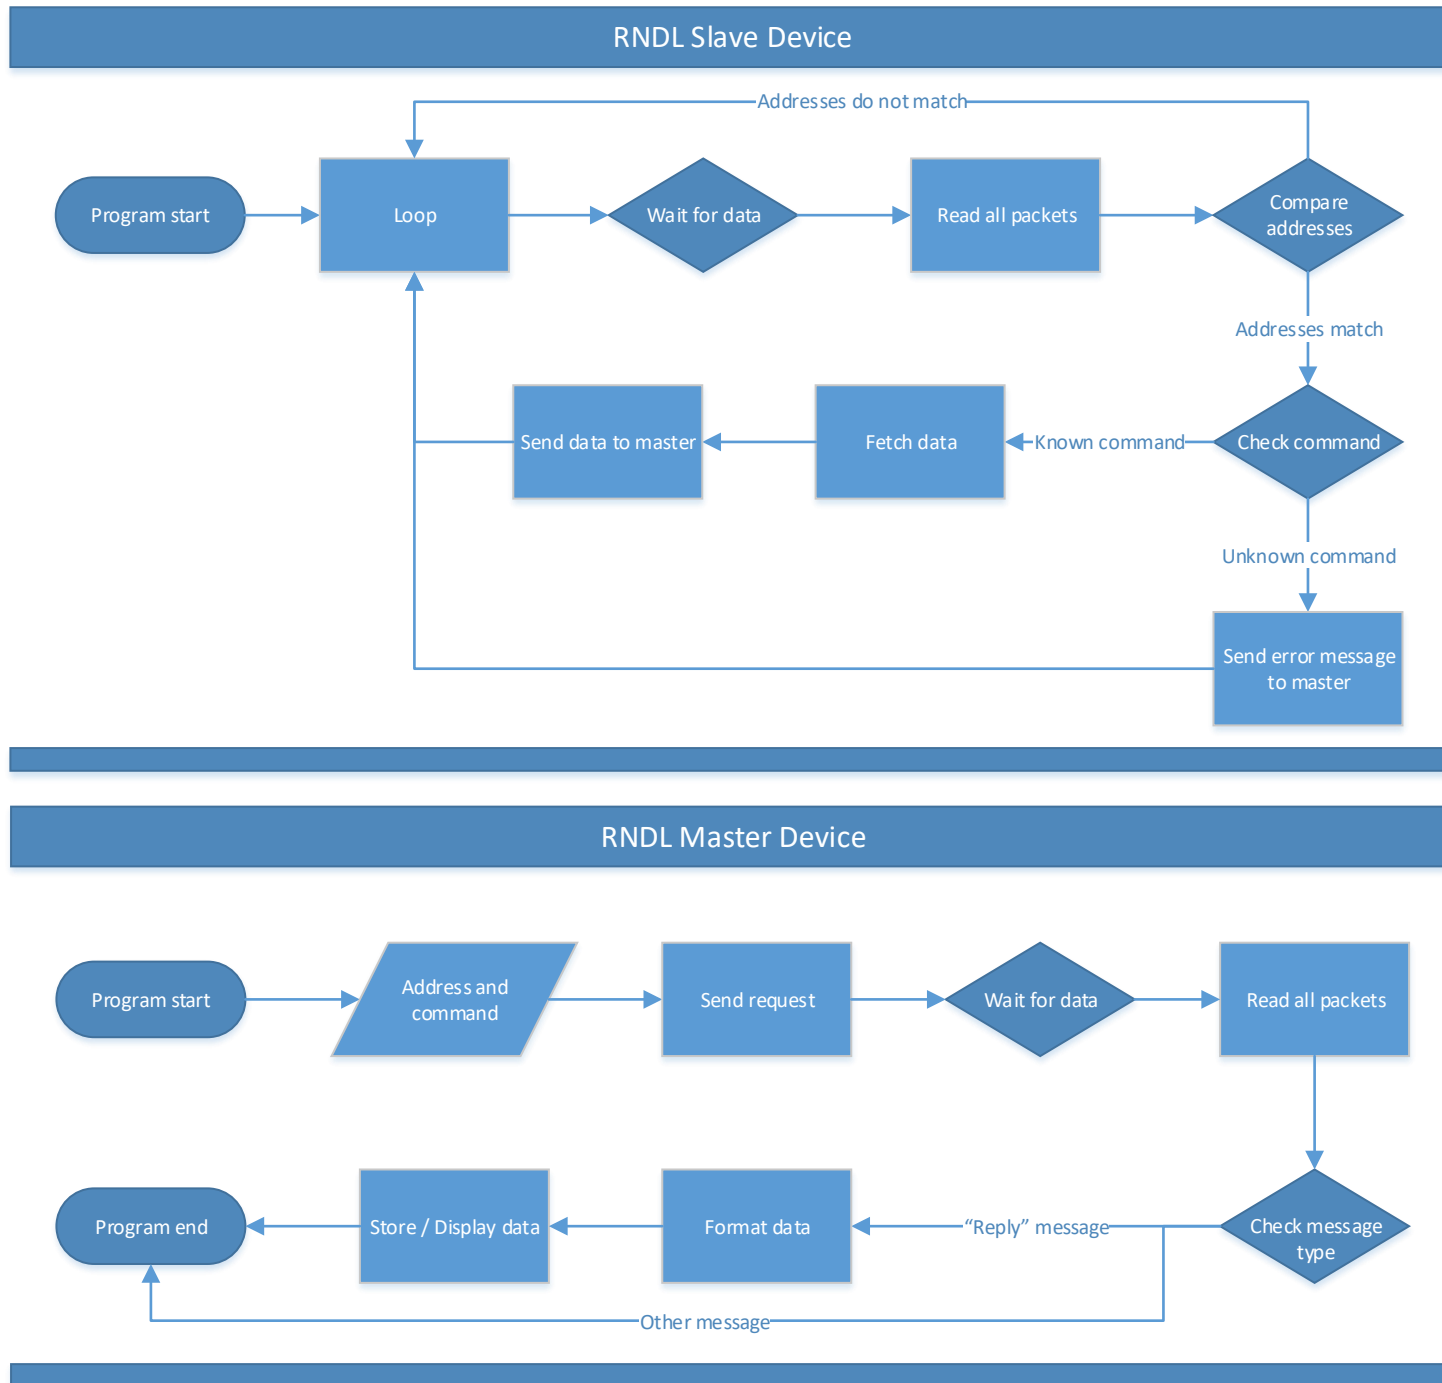 RNDL Slave Device
Addresses do not match
Program start
Loop
Wait for data
Read all packets
Compare
addresses
Addresses match
Send data to master
Fetch data
Known command
Check command
Unknown command
Send error message
to master
RNDL Master Device
Program start
Address and
command
Send request
Wait for data
Read all packets
Program end
Store / Display data
Format data
“Reply” message
Check message
type
Other message